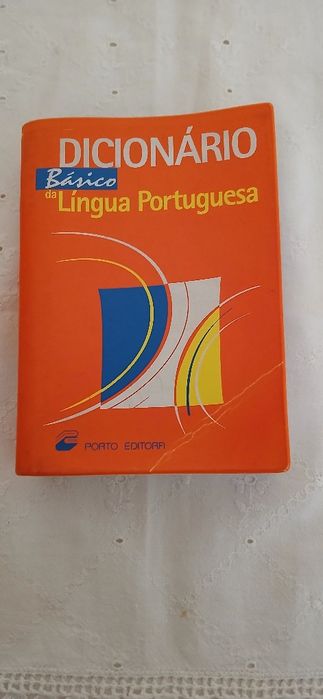 DICIONÁRIO
Básico
da Língua Portuguesa
PORTO EDITORA